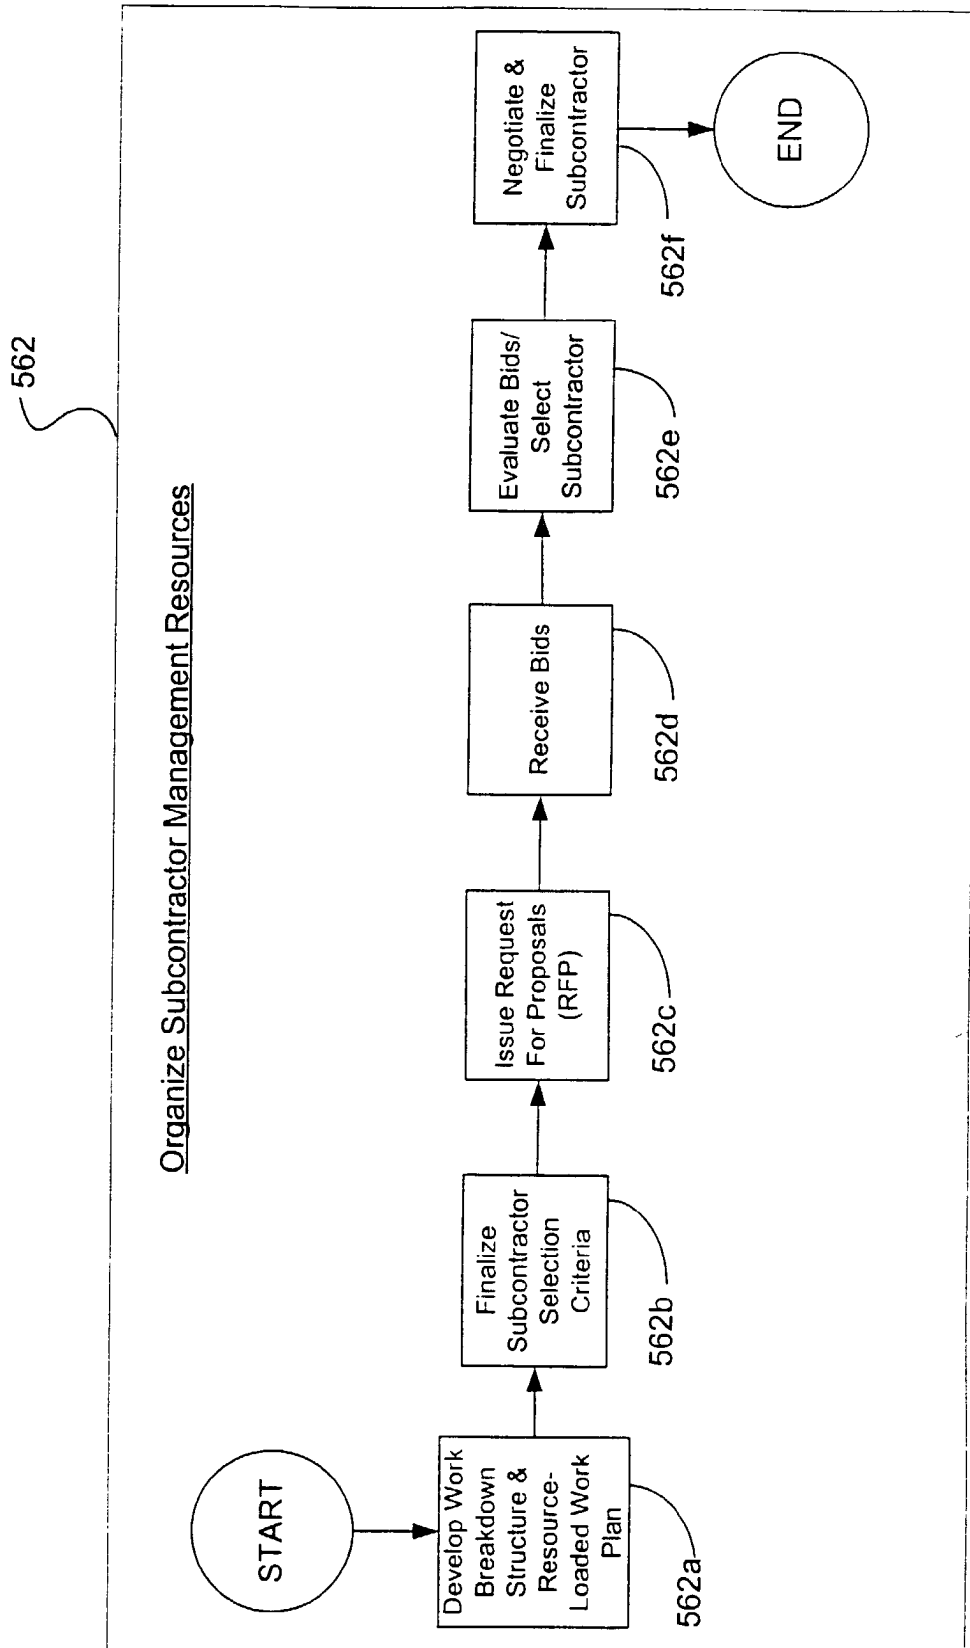 562
Organize Subcontractor Management Resources
START
Develop Work
Breakdown
Structure &
Resource-
Loaded Work
Plan
562a
Finalize
Subcontractor
Selection
Criteria
562b
Issue Request
For Proposals
(RFP)
562c
Receive Bids
562d
Evaluate Bids/
Select
Subcontractor
562e
Negotiate &
Finalize
Subcontractor
562f
END